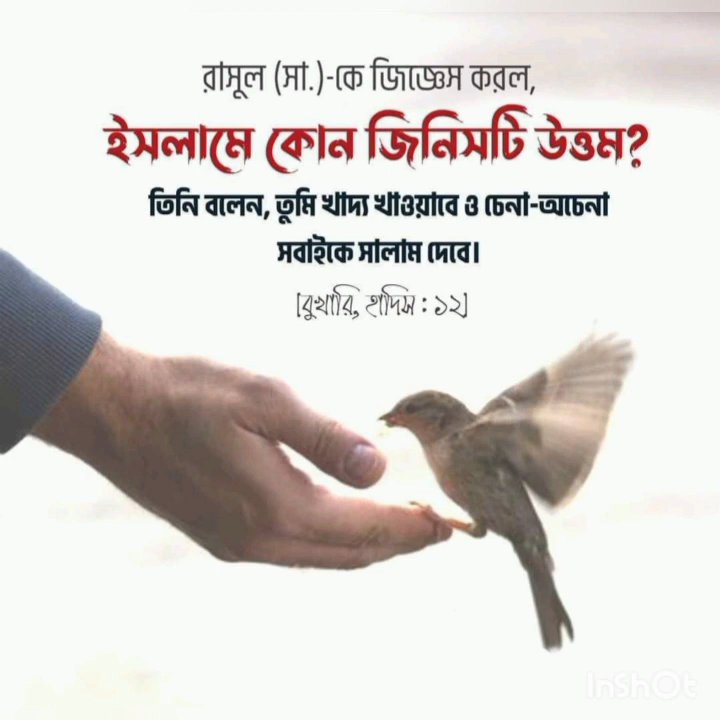 রাসুল (সা.)-কে জিজ্ঞেস করল,
ইসলামে কোন জিনিসটি উত্তম?
তিনি বলেন, তুমি খাদ্য খাওয়াবে ও চেনা-অচেনা
সবাইকে সালাম দেবে।
[বুখারি, হাদিস : ১২]
InShOt